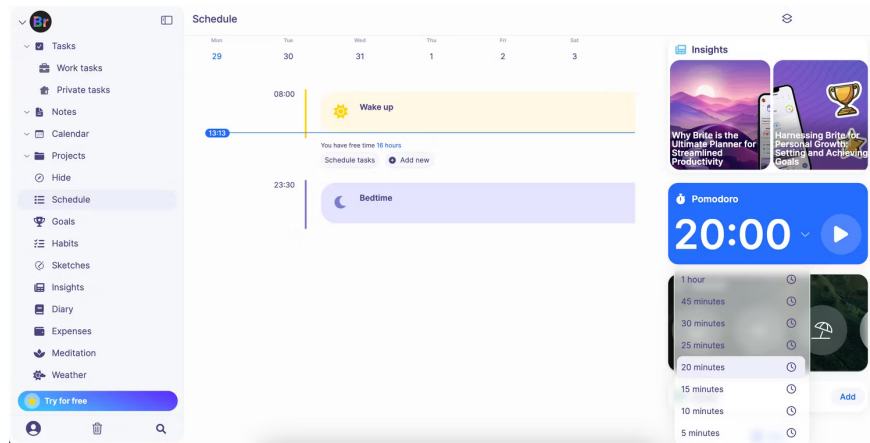 Br
Tasks
Work tasks
Private tasks
Notes
Calendar
Projects
Hide
Schedule
Goals
Habits
Sketches
Insights
Diary
Expenses
Meditation
Weather
Try for free
Schedule
Mon Tue Wed Thu Fri Sat
29 30 31 1 2 3
08:00
Wake up
13:13
You have free time 16 hours
Schedule tasks Add new
23:30
Bedtime
Insights
Why Brite is the
Ultimate Planner for
Streamlined
Productivity
Harnessing Brite for
Personal Growth:
Setting and Achieving
Goals
Pomodoro
20:00
1 hour
45 minutes
30 minutes
25 minutes
20 minutes
15 minutes
10 minutes
5 minutes
Add